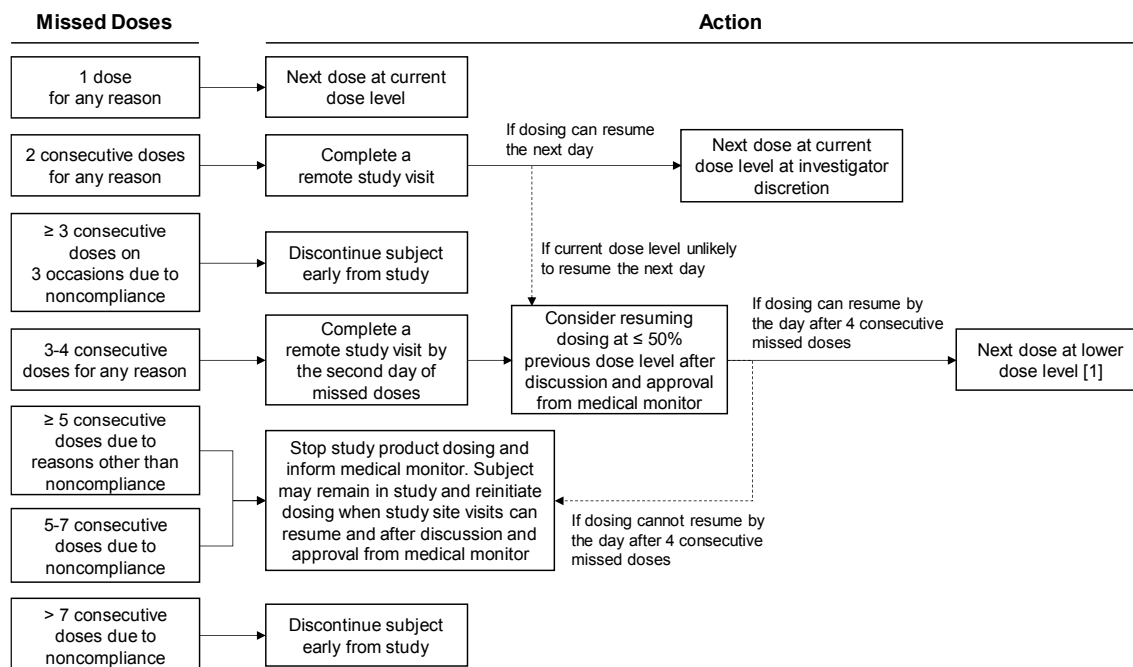 Missed Doses
Action
1 dose
for any reason
Next dose at current
dose level
2 consecutive doses
for any reason
Complete a
remote study visit
If dosing can resume
the next day
Next dose at current
dose level at investigator
discretion
≥ 3 consecutive
doses on
3 occasions due to
noncompliance
Discontinue subject
early from study
If current dose level unlikely
to resume the next day
3-4 consecutive
doses for any reason
Complete a
remote study visit by
the second day of
missed doses
Consider resuming
dosing at ≤ 50%
previous dose level after
discussion and approval
from medical monitor
If dosing can resume by
the day after 4 consecutive
missed doses
Next dose at lower
dose level [1]
≥ 5 consecutive
doses due to
reasons other than
noncompliance
5-7 consecutive
doses due to
noncompliance
Stop study product dosing and
inform medical monitor. Subject
may remain in study and reinitiate
dosing when study site visits can
resume and after discussion and
approval from medical monitor
If dosing cannot resume by
the day after 4 consecutive
missed doses
> 7 consecutive
doses due to
noncompliance
Discontinue subject
early from study